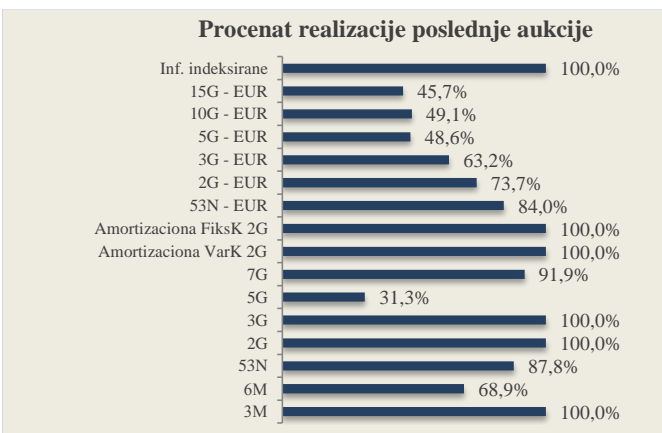 Procenat realizacije poslednje aukcije
Inf. indeksirane 100,0%
15G - EUR 45,7%
10G - EUR 49,1%
5G - EUR 48,6%
3G - EUR 63,2%
2G - EUR 73,7%
53N - EUR 84,0%
Amortizaciona FiksK 2G 100,0%
Amortizaciona VarK 2G 100,0%
7G 91,9%
5G 31,3%
3G 100,0%
2G 100,0%
53N 87,8%
6M 68,9%
3M 100,0%